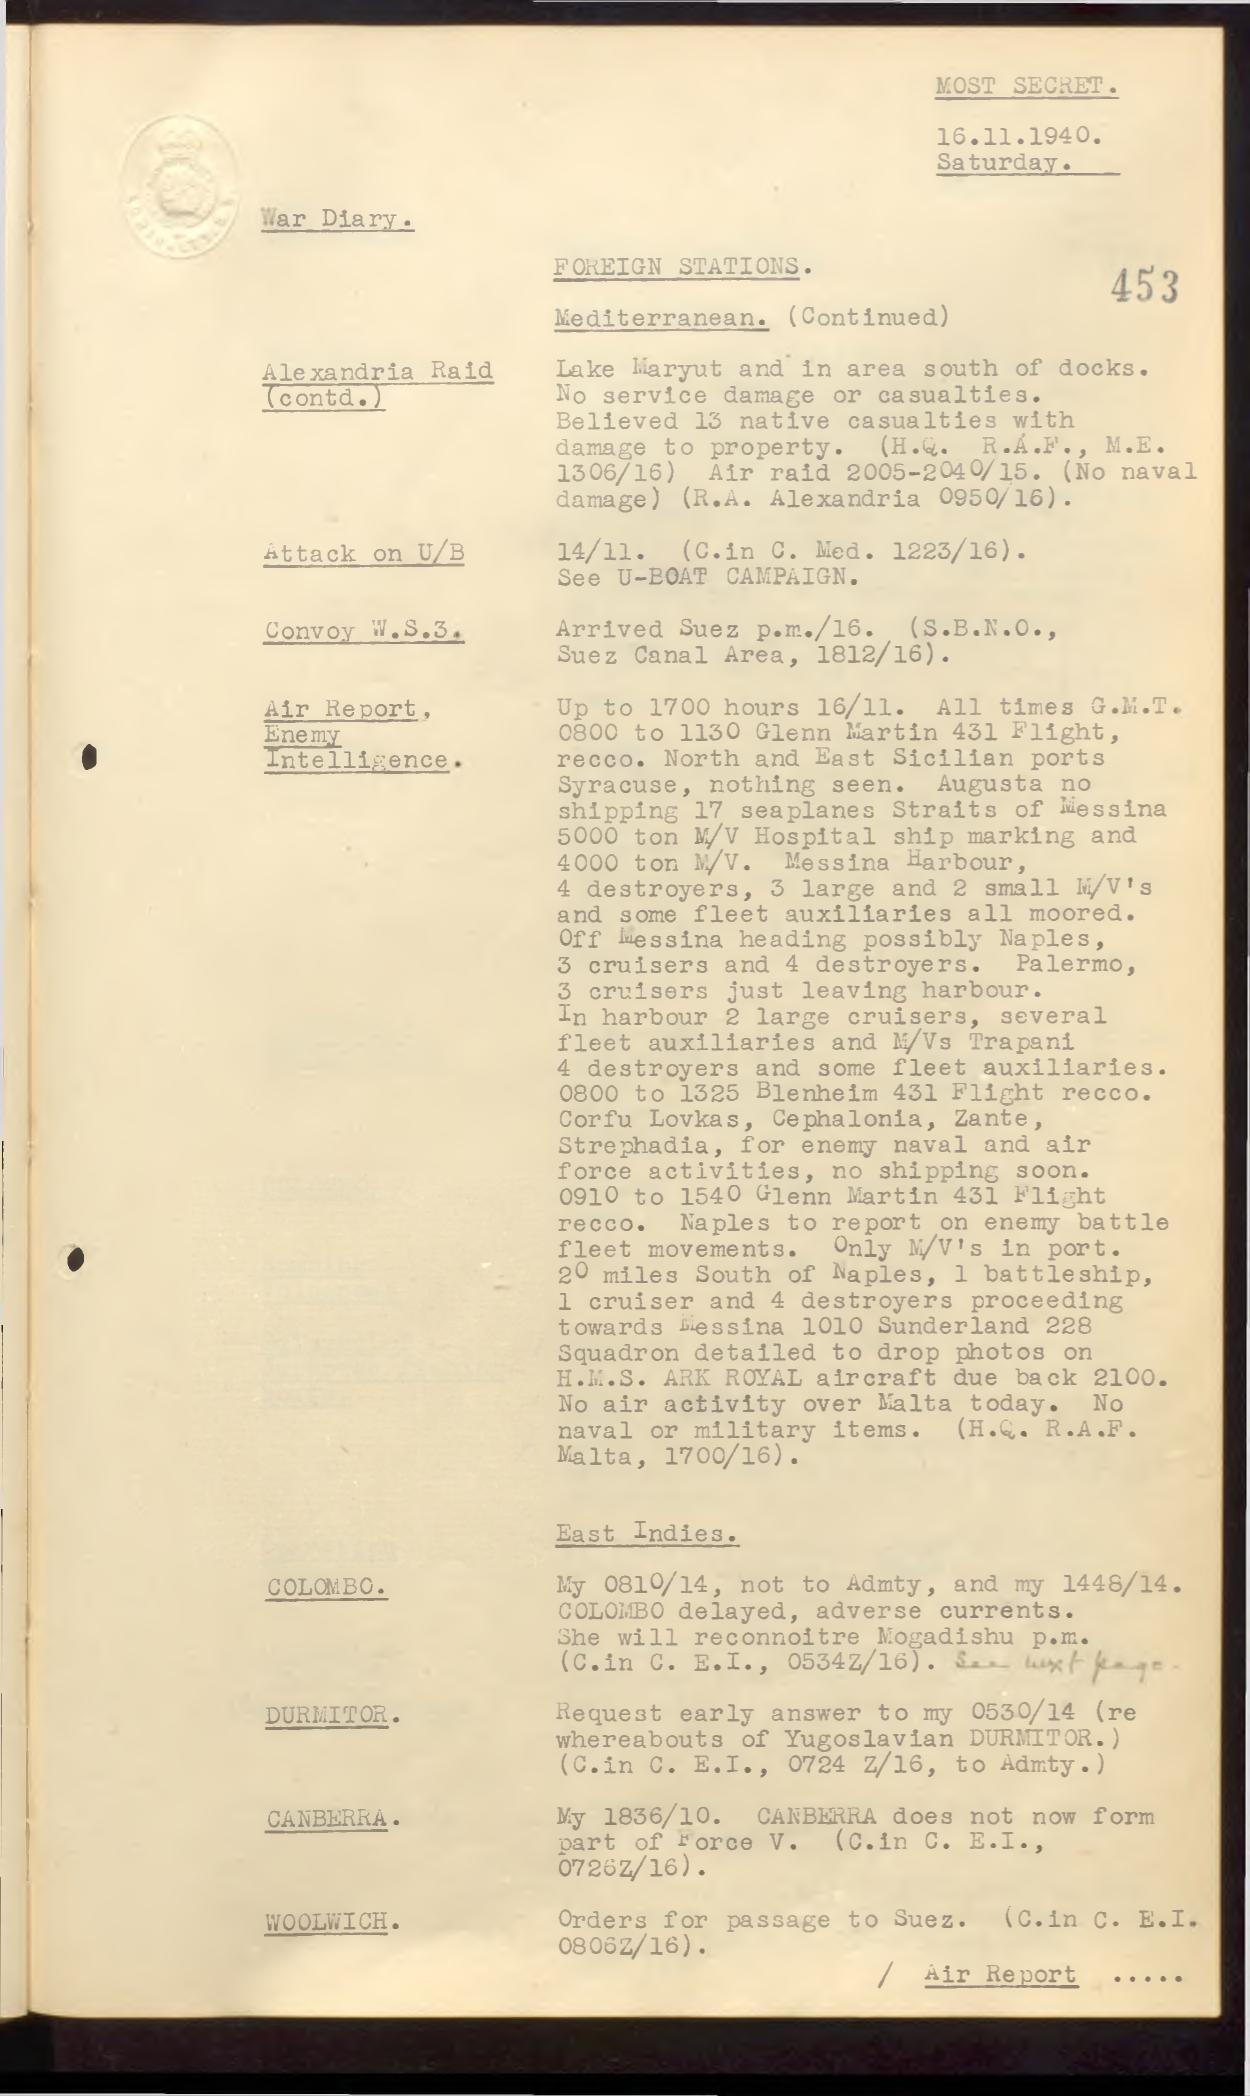 MOST SECRET.
16.11.1940.
Saturday.
War Diary.
FOREIGN STATIONS.
453
Mediterranean. (Continued)
Alexandria Raid
(contd.)
Lake Maryut and in area south of docks.
No service damage or casualties.
Believed 13 native casualties with
damage to property. (H.Q. R.A.F., M.E.
1306/16) Air raid 2005-2040/15. (No naval
damage) (R.A. Alexandria 0950/16).
Attack on U/B
14/11. (C.in C. Med. 1223/16).
See U-BOAT CAMPAIGN.
Convoy W.S.3.
Arrived Suez p.m./16. (S.B.N.O.,
Suez Canal Area, 1812/16).
Air Report,
Enemy
Intelligence.
Up to 1700 hours 16/11. All times G.M.T.
0800 to 1130 Glenn Martin 431 Flight,
recco. North and East Sicilian ports
Syracuse, nothing seen. Augusta no
shipping 17 seaplanes Straits of Messina
5000 ton M/V Hospital ship marking and
4000 ton M/V. Messina Harbour,
4 destroyers, 3 large and 2 small M/V's
and some fleet auxiliaries all moored.
Off Messina heading possibly Naples,
3 cruisers and 4 destroyers. Palermo,
3 cruisers just leaving harbour.
In harbour 2 large cruisers, several
fleet auxiliaries and M/Vs Trapani
4 destroyers and some fleet auxiliaries.
0800 to 1325 Blenheim 431 Flight recco.
Corfu Lovkas, Cephalonia, Zante,
Strephadia, for enemy naval and air
force activities, no shipping soon.
0910 to 1540 Glenn Martin 431 Flight
recco. Naples to report on enemy battle
fleet movements. Only M/V's in port.
20 miles South of Naples, 1 battleship,
1 cruiser and 4 destroyers proceeding
towards Messina 1010 Sunderland 228
Squadron detailed to drop photos on
H.M.S. ARK ROYAL aircraft due back 2100.
No air activity over Malta today. No
naval or military items. (H.Q. R.A.F.
Malta, 1700/16).
East Indies.
COLOMBO.
My 0810/14, not to Admty, and my 1448/14.
COLOMBO delayed, adverse currents.
She will reconnoitre Mogadishu p.m.
(C.in C. E.I., 0534Z/16). See next page.
DURMITOR.
Request early answer to my 0530/14 (re
whereabouts of Yugoslavian DURMITOR.)
(C.in C. E.I., 0724 Z/16, to Admty.)
CANBERRA.
My 1836/10. CANBERRA does not now form
part of Force V. (C.in C. E.I.,
0726Z/16).
WOOLWICH.
Orders for passage to Suez. (C.in C. E.I.
0806Z/16).
/ Air Report .....